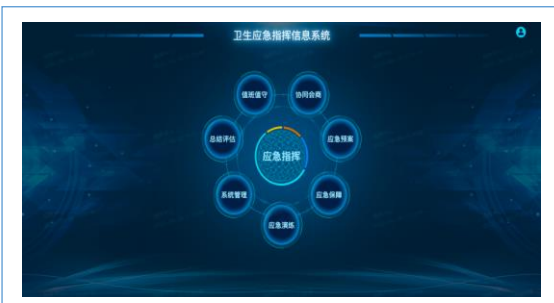 卫生应急指挥信息系统
值班值守
协同会商
总结评估
应急预案
应急指挥
系统管理
应急保障
应急演练